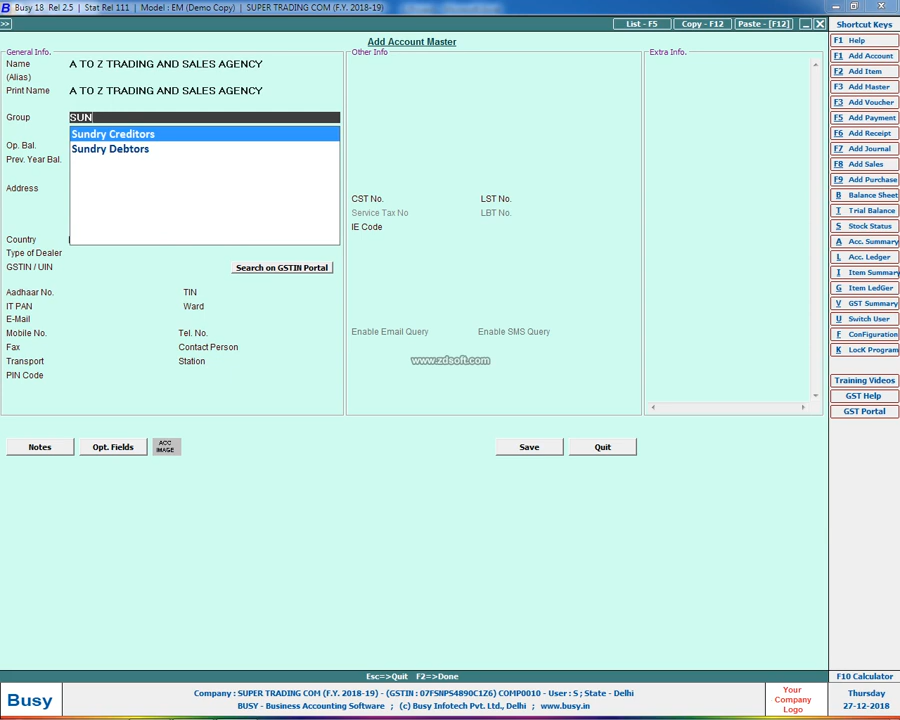 Busy 18 Rel 2.5 | Stat Rel 111 | Model : EM (Demo Copy) | SUPER TRADING COM (F.Y. 2018-19)
>>
List - F5
Copy - F12
Paste - [F12]
Shortcut Keys
Add Account Master
General Info.
Name A TO Z TRADING AND SALES AGENCY
(Alias)
Print Name A TO Z TRADING AND SALES AGENCY
Group SUN
Sundry Creditors
Sundry Debtors
Op. Bal.
Prev. Year Bal.
Address
Country
Type of Dealer
GSTIN / UIN
Search on GSTIN Portal
Aadhaar No. TIN
IT PAN Ward
E-Mail
Mobile No. Tel. No.
Fax Contact Person
Transport Station
PIN Code
Other Info
CST No. LST No.
Service Tax No LBT No.
IE Code
Enable Email Query Enable SMS Query
www.zdsoft.com
Extra Info.
Notes
Opt. Fields
ACC
IMAGE
Save
Quit
F1 Help
F1 Add Account
F2 Add Item
F3 Add Master
F3 Add Voucher
F5 Add Payment
F6 Add Receipt
F7 Add Journal
F8 Add Sales
F9 Add Purchase
B Balance Sheet
T Trial Balance
S Stock Status
A Acc. Summary
L Acc. Ledger
I Item Summary
G Item LedGer
V GST Summary
U Switch User
F ConFiguration
K LocK Program
Training Videos
GST Help
GST Portal
Esc=>Quit F2=>Done
F10 Calculator
Busy
Company : SUPER TRADING COM (F.Y. 2018-19) - (GSTIN : 07FSNPS4890C1Z6) COMP0010 - User : S ; State - Delhi
BUSY - Business Accounting Software ; (c) Busy Infotech Pvt. Ltd., Delhi ; www.busy.in
Your
Company
Logo
Thursday
27-12-2018